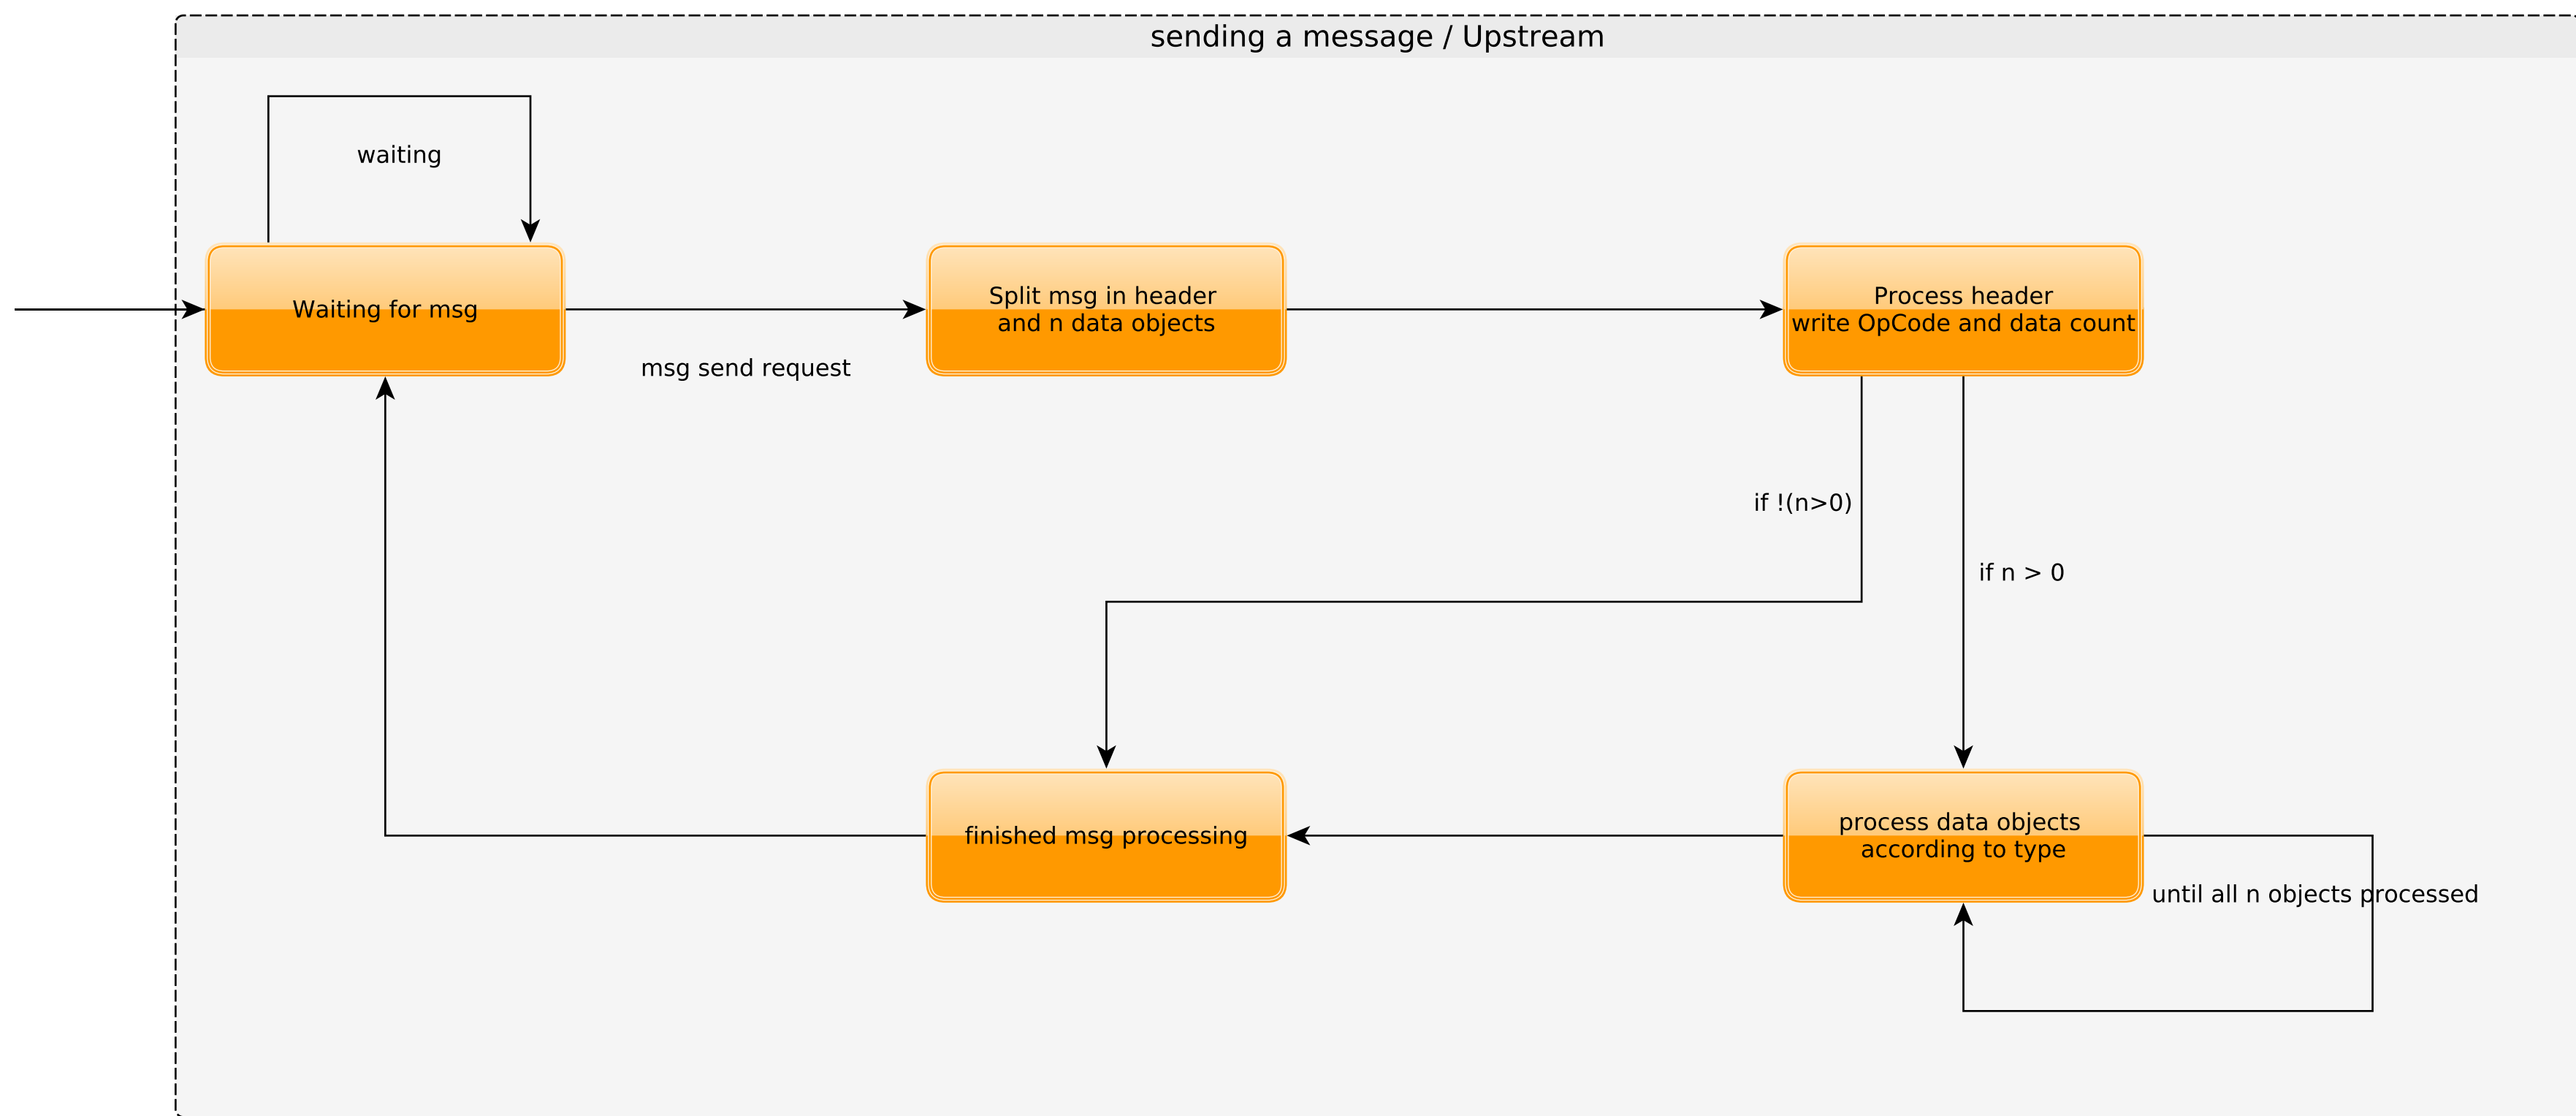 sending a message / Upstream
waiting
Waiting for msg
msg send request
Split msg in header
and n data objects
Process header
write OpCode and data count
if !(n>0)
if n > 0
finished msg processing
process data objects
according to type
until all n objects processed